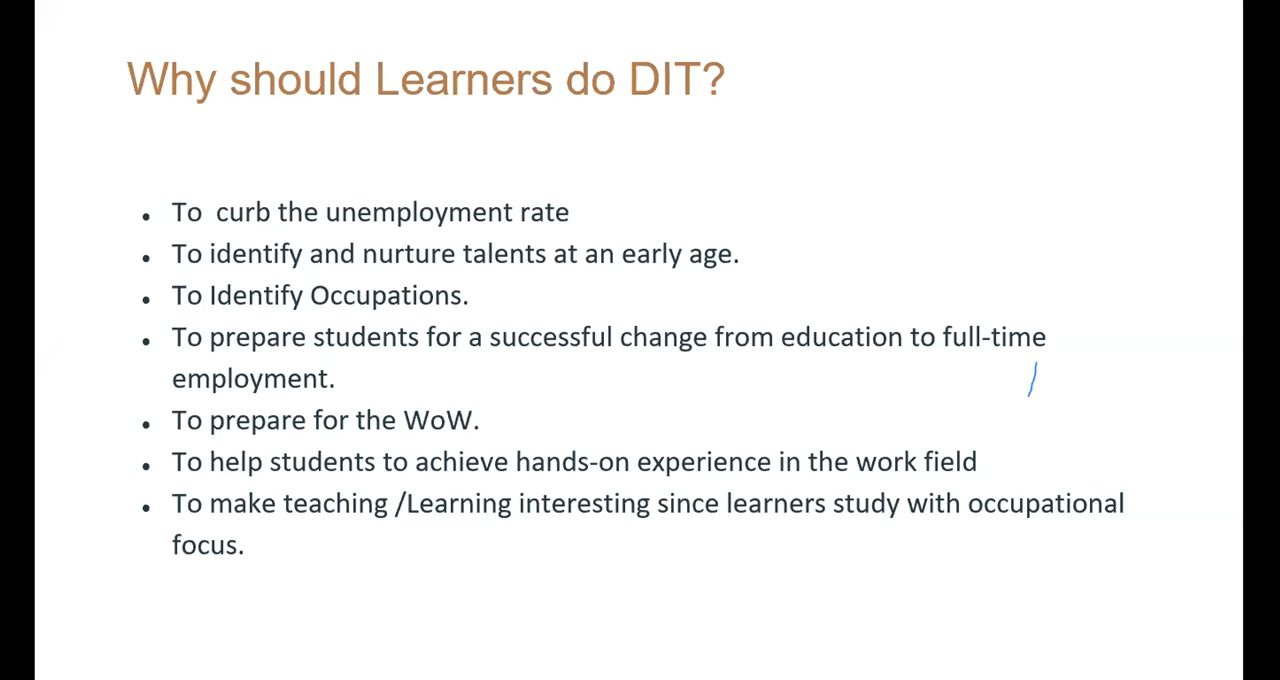 Why should Learners do DIT?
• To  curb the unemployment rate
• To identify and nurture talents at an early age.
• To Identify Occupations.
• To prepare students for a successful change from education to full-time
employment.
• To prepare for the WoW.
• To help students to achieve hands-on experience in the work field
• To make teaching /Learning interesting since learners study with occupational
focus.